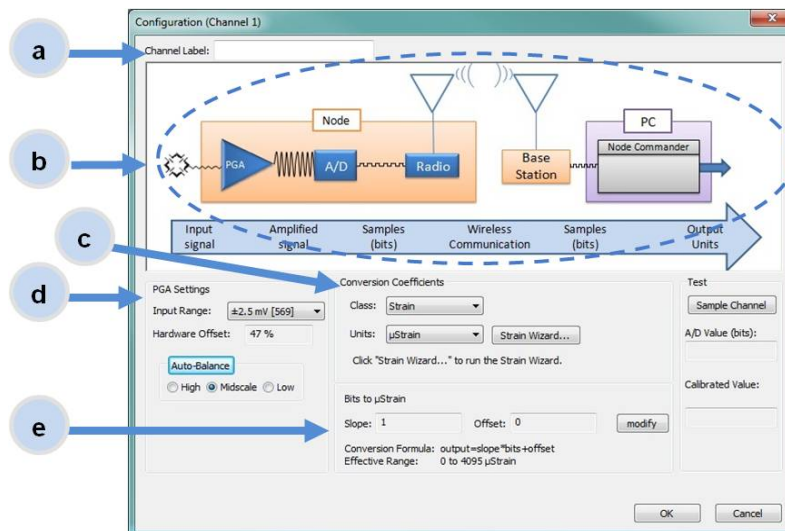 Configuration (Channel 1)
a
Channel Label:
Node
PC
Node Commander
b
PGA
A/D
Radio
Base
Station
Input
signal
Amplified
signal
Samples
(bits)
Wireless
Communication
Samples
(bits)
Output
Units
c
d
PGA Settings
Input Range: ±2.5 mV [569]
Hardware Offset: 47 %
Auto-Balance
High Midscale Low
Conversion Coefficients
Class: Strain
Units: µStrain Strain Wizard...
Click "Strain Wizard..." to run the Strain Wizard.
Test
Sample Channel
A/D Value (bits):
Calibrated Value:
e
Bits to µStrain
Slope: 1 Offset: 0 modify
Conversion Formula: output=slope*bits+offset
Effective Range: 0 to 4095 µStrain
OK Cancel